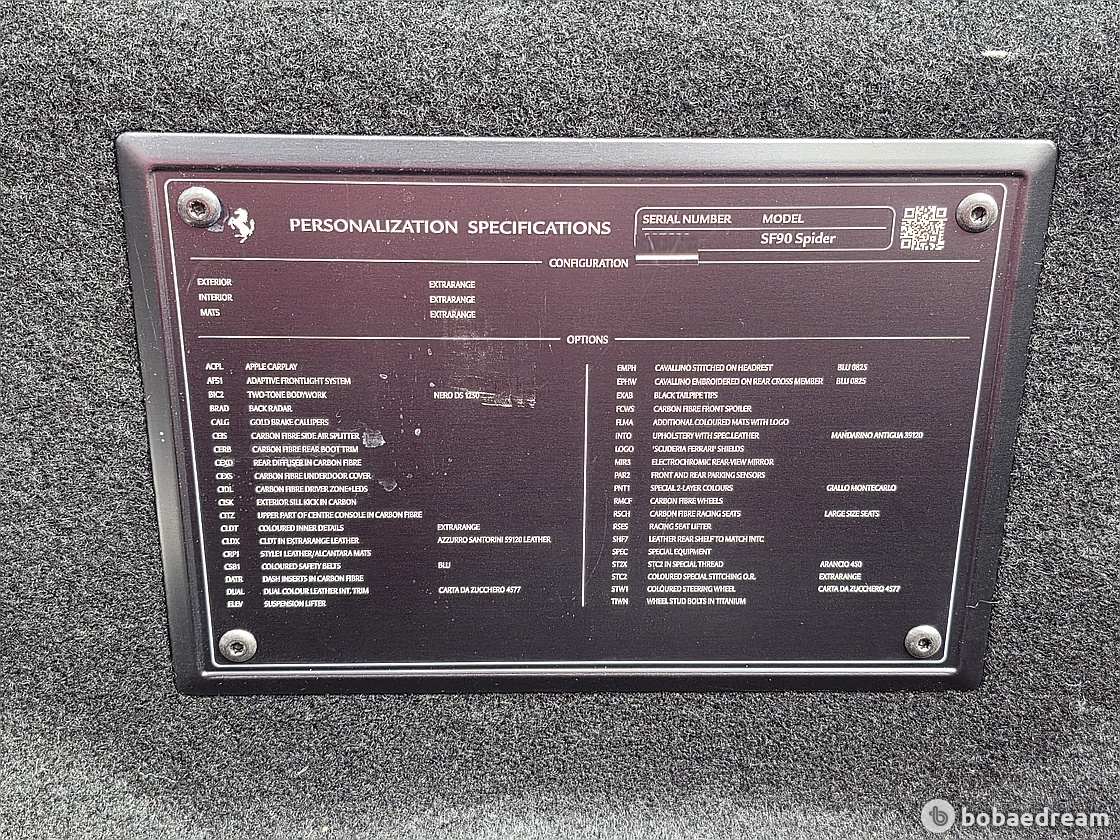 PERSONALIZATION SPECIFICATIONS
SERIAL NUMBER MODEL
SF90 Spider
CONFIGURATION
EXTERIOR EXTRARANGE
INTERIOR EXTRARANGE
MATS EXTRARANGE
OPTIONS
ACPL APPLE CARPLAY
AFS1 ADAPTIVE FRONTLIGHT SYSTEM
BIC2 TWO-TONE BODYWORK NERO DS 1250
BRAD BACK RADAR
CALG GOLD BRAKE CALLIPERS
CEIS CARBON FIBRE SIDE AIR SPLITTER
CERB CARBON FIBRE REAR BOOT TRIM
CEXD REAR DIFFUSER IN CARBON FIBRE
CEXS CARBON FIBRE UNDERDOOR COVER
CIDL CARBON FIBRE DRIVER ZONE+LEDS
CISK EXTERIOR SILL KICK IN CARBON
CITZ UPPER PART OF CENTRE CONSOLE IN CARBON FIBRE
CLDT COLOURED INNER DETAILS EXTRARANGE
CLDX CLDT IN EXTRARANGE LEATHER AZZURRO SANTORINI 59120 LEATHER
CRP1 STYLE1 LEATHER/ALCANTARA MATS
CSB1 COLOURED SAFETY BELTS BLU
DATR DASH INSERTS IN CARBON FIBRE
DUAL DUAL COLOUR LEATHER INT. TRIM CARTA DA ZUCCHERO 4577
ELEV SUSPENSION LIFTER
EMPH CAVALLINO STITCHED ON HEADREST BLU 0825
EPHW CAVALLINO EMBROIDERED ON REAR CROSS MEMBER BLU 0825
EXAB BLACK TAILPIPE TIPS
FCWS CARBON FIBRE FRONT SPOILER
FLMA ADDITIONAL COLOURED MATS WITH LOGO
INTO UPHOLSTERY WITH SPEC.LEATHER MANDARINO ANTIGUA 39120
LOGO 'SCUDERIA FERRARI' SHIELDS
MIR3 ELECTROCHROMIC REAR-VIEW MIRROR
PAR2 FRONT AND REAR PARKING SENSORS
PNT1 SPECIAL 2-LAYER COLOURS GIALLO MONTECARLO
RMCF CARBON FIBRE WHEELS
RSCH CARBON FIBRE RACING SEATS LARGE SIZE SEATS
RSES RACING SEAT LIFTER
SHF7 LEATHER REAR SHELF TO MATCH INTC
SPEC SPECIAL EQUIPMENT
ST2X STC2 IN SPECIAL THREAD ARANCIO 450
STC2 COLOURED SPECIAL STITCHING O.R. EXTRARANGE
STW1 COLOURED STEERING WHEEL CARTA DA ZUCCHERO 4577
TIWN WHEEL STUD BOLTS IN TITANIUM
bobaedream